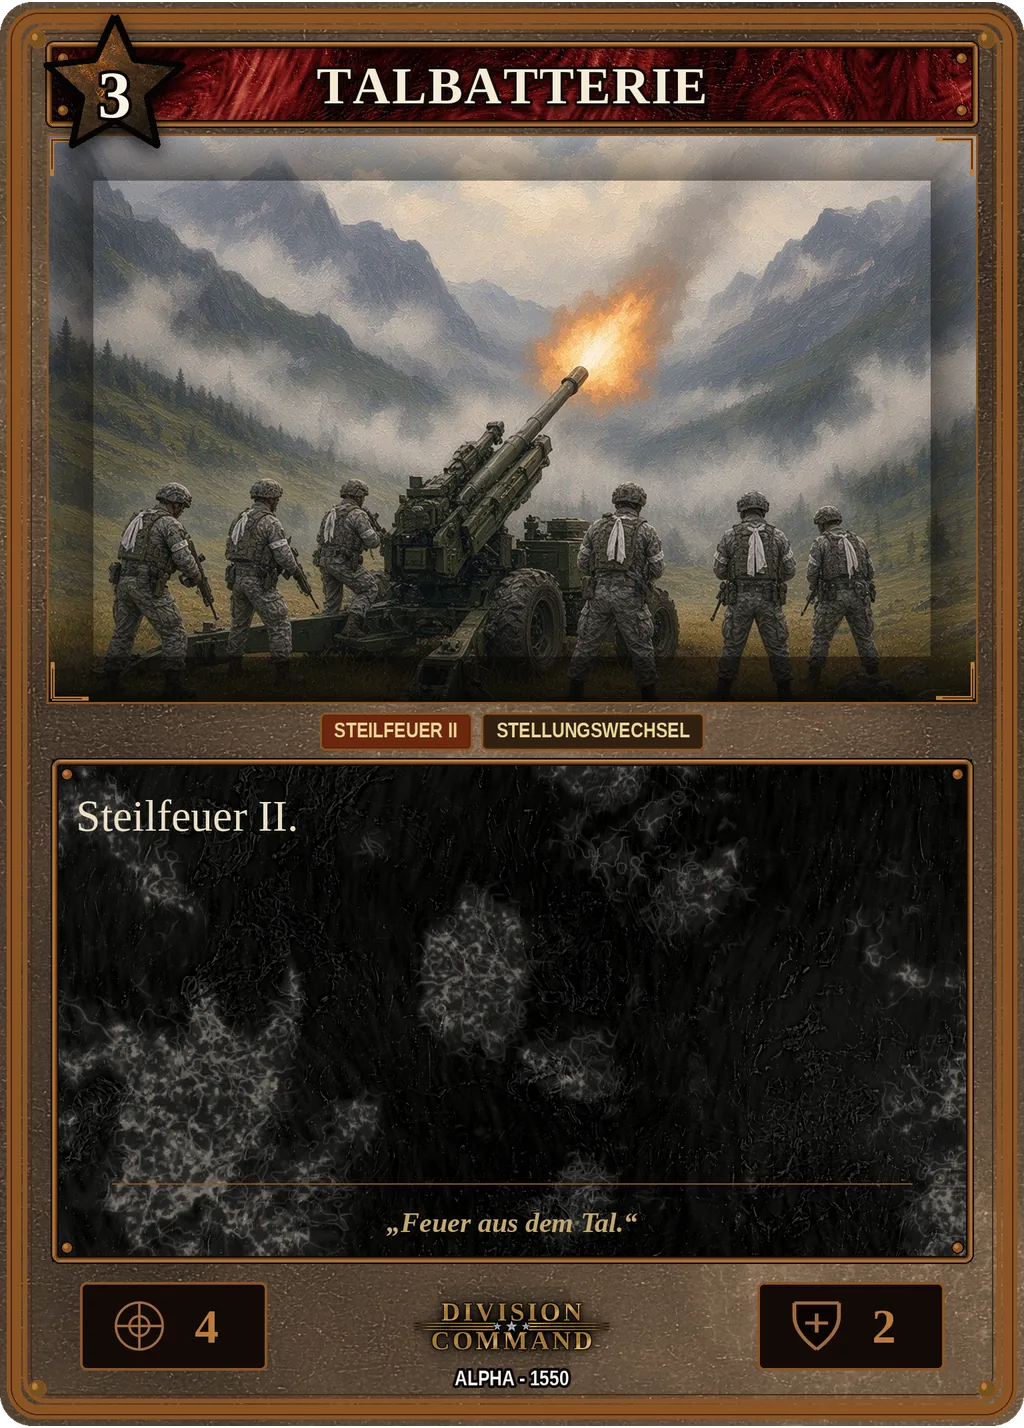 3
TALBATTERIE
STEILFEUER II
STELLUNGSWECHSEL
Steilfeuer II.
„Feuer aus dem Tal.“
4
DIVISION
COMMAND
ALPHA - 1550
2